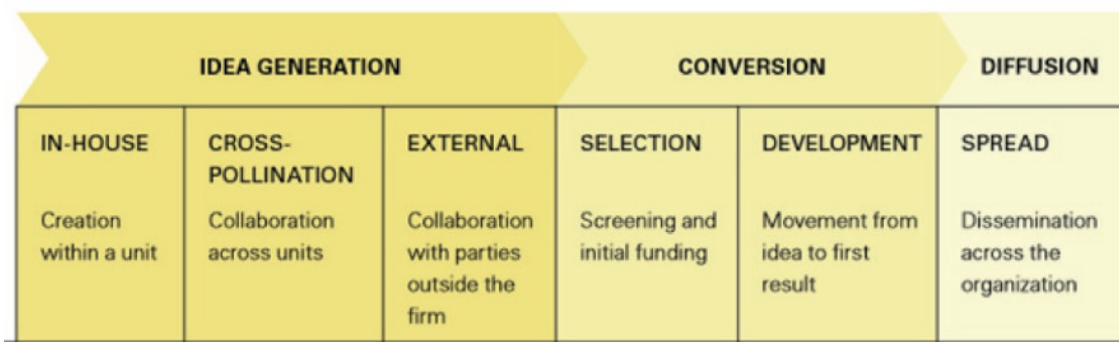 IDEA GENERATION
CONVERSION
DIFFUSION
IN-HOUSE
Creation
within a unit
CROSS-
POLLINATION
Collaboration
across units
EXTERNAL
Collaboration
with parties
outside the
firm
SELECTION
Screening and
initial funding
DEVELOPMENT
Movement from
idea to first
result
SPREAD
Dissemination
across the
organization